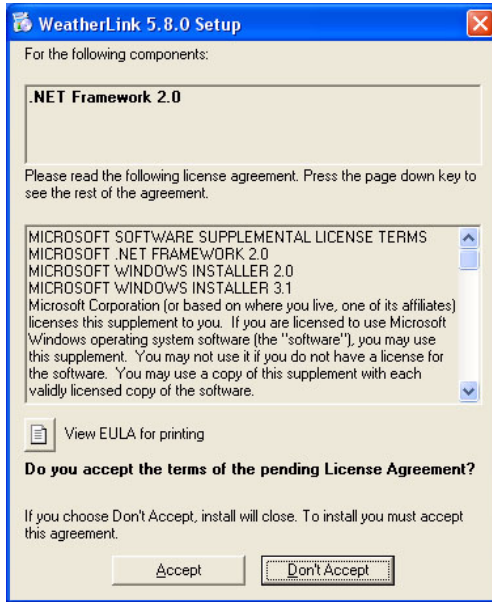 WeatherLink 5.8.0 Setup
For the following components:
.NET Framework 2.0
Please read the following license agreement. Press the page down key to
see the rest of the agreement.
MICROSOFT SOFTWARE SUPPLEMENTAL LICENSE TERMS
MICROSOFT .NET FRAMEWORK 2.0
MICROSOFT WINDOWS INSTALLER 2.0
MICROSOFT WINDOWS INSTALLER 3.1
Microsoft Corporation (or based on where you live, one of its affiliates)
licenses this supplement to you.  If you are licensed to use Microsoft
Windows operating system software (the "software"), you may use
this supplement.  You may not use it if you do not have a license for
the software.  You may use a copy of this supplement with each
validly licensed copy of the software.
View EULA for printing
Do you accept the terms of the pending License Agreement?
If you choose Don't Accept, install will close. To install you must accept
this agreement.
Accept
Don't Accept